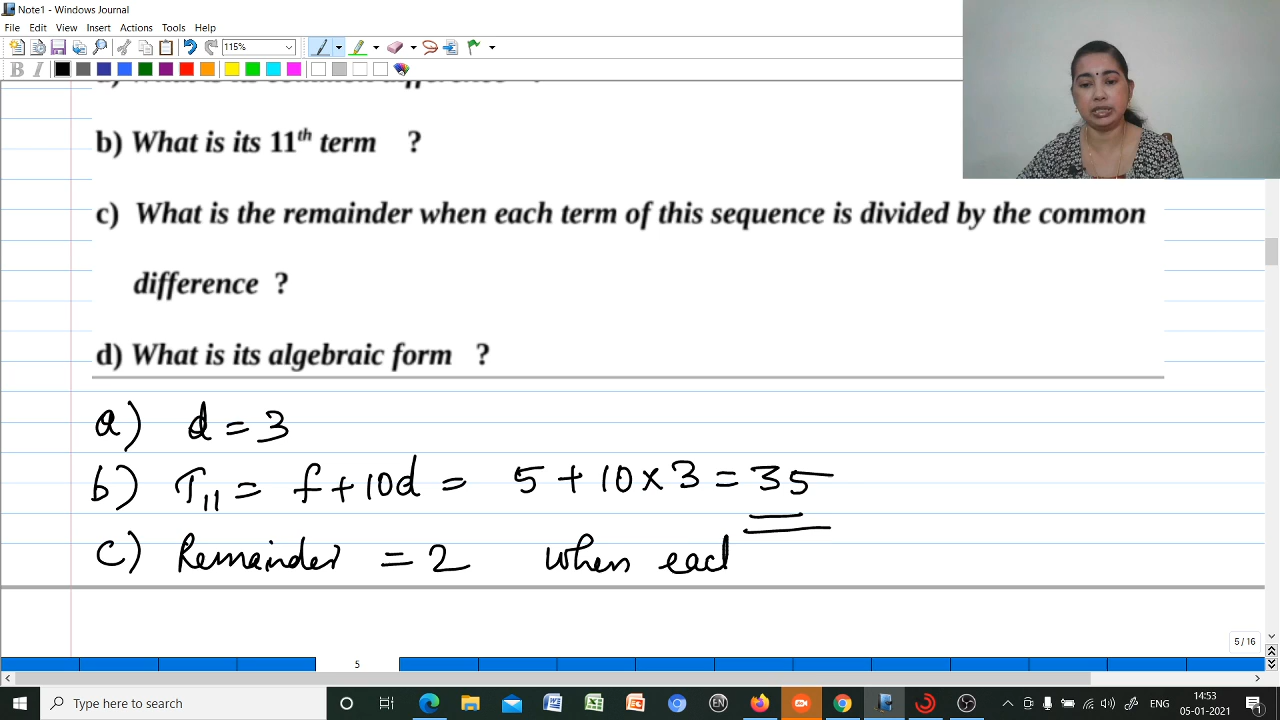 Note1 - Windows Journal
File Edit View Insert Actions Tools Help
115%
B I
b) What is its 11th term ?
c) What is the remainder when each term of this sequence is divided by the common
difference ?
d) What is its algebraic form ?
a) d = 3
b) T11 = f + 10d = 5 + 10 × 3 = 35
c) Remainder = 2 when each
5 / 16
5
Type here to search
EN
ENG
14:53
05-01-2021